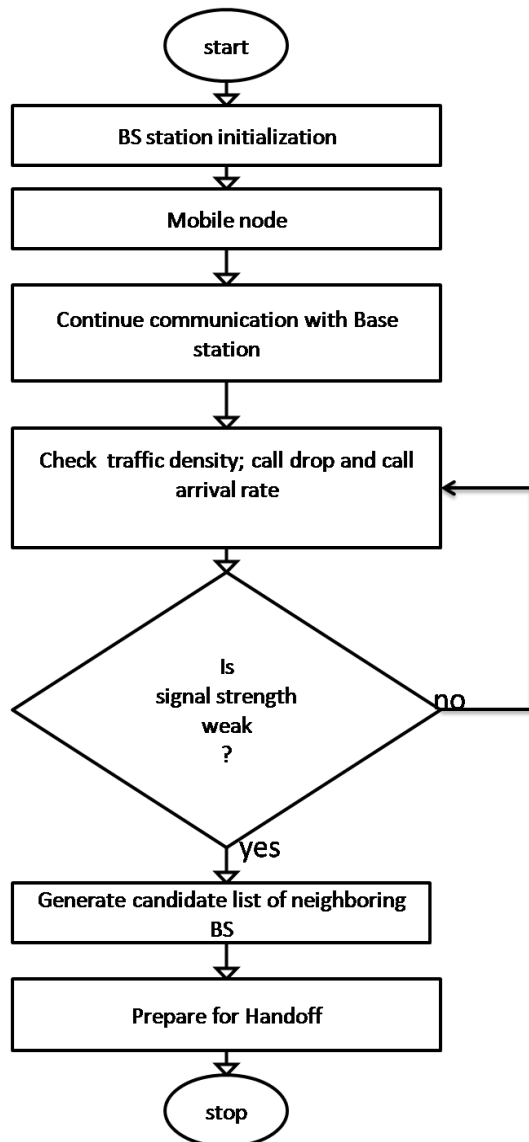 start
BS station initialization
Mobile node
Continue communication with Base
station
Check traffic density; call drop and call
arrival rate
Is
signal strength
weak
?
no
yes
Generate candidate list of neighboring
BS
Prepare for Handoff
stop